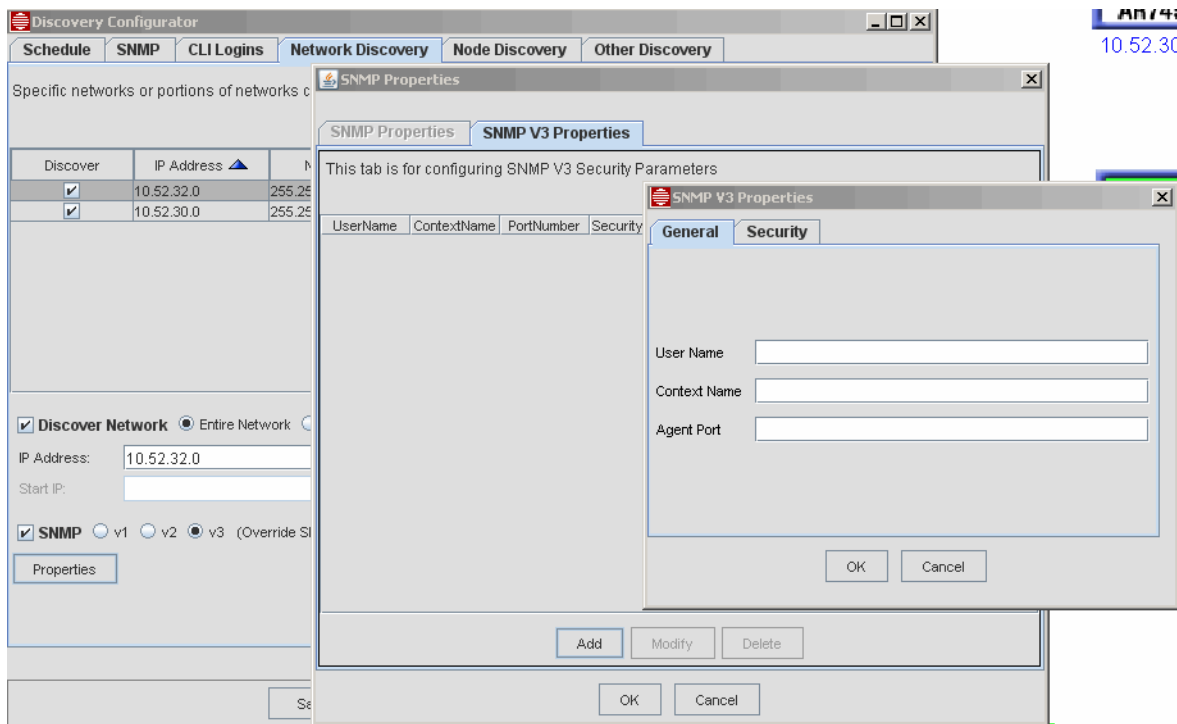 Discovery Configurator
Schedule SNMP CLI Logins Network Discovery Node Discovery Other Discovery
10.52.30
Specific networks or portions of networks
Discover IP Address
10.52.32.0 255.25
10.52.30.0 255.25
Discover Network Entire Network
IP Address: 10.52.32.0
Start IP:
SNMP v1 v2 v3 (Override
Properties
SNMP Properties
SNMP Properties SNMP V3 Properties
This tab is for configuring SNMP V3 Security Parameters
UserName ContextName PortNumber Security
Add Modify Delete
OK Cancel
SNMP V3 Properties
General Security
User Name
Context Name
Agent Port
OK Cancel